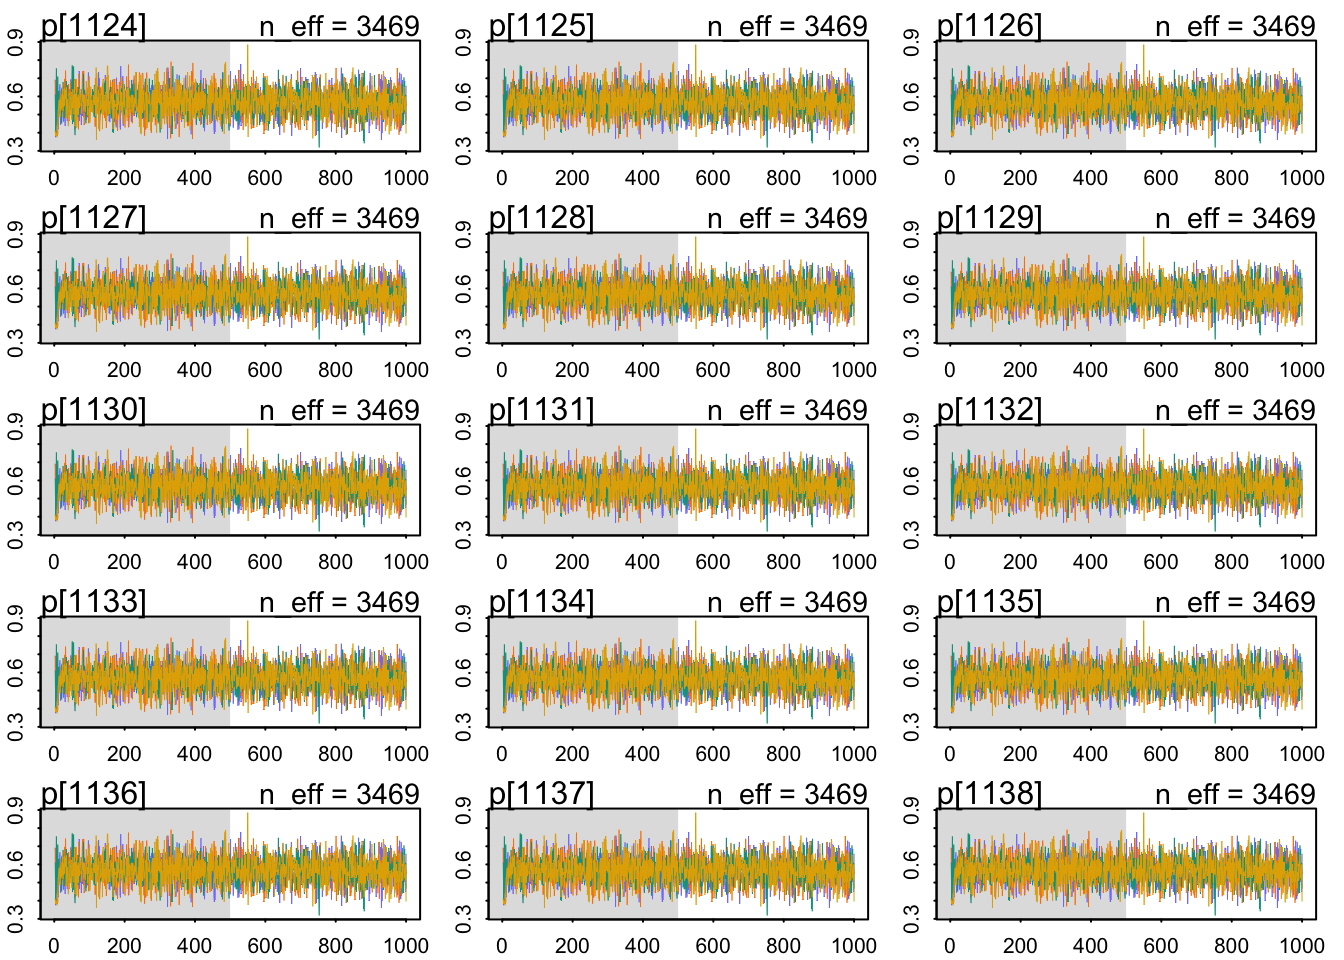 p[1124] n_eff = 3469 p[1125] n_eff = 3469 p[1126] n_eff = 3469
0.3 0.6 0.9 0.3 0.6 0.9 0.3 0.6 0.9
0 200 400 600 800 1000 0 200 400 600 800 1000 0 200 400 600 800 1000
p[1127] n_eff = 3469 p[1128] n_eff = 3469 p[1129] n_eff = 3469
0.3 0.6 0.9 0.3 0.6 0.9 0.3 0.6 0.9
0 200 400 600 800 1000 0 200 400 600 800 1000 0 200 400 600 800 1000
p[1130] n_eff = 3469 p[1131] n_eff = 3469 p[1132] n_eff = 3469
0.3 0.6 0.9 0.3 0.6 0.9 0.3 0.6 0.9
0 200 400 600 800 1000 0 200 400 600 800 1000 0 200 400 600 800 1000
p[1133] n_eff = 3469 p[1134] n_eff = 3469 p[1135] n_eff = 3469
0.3 0.6 0.9 0.3 0.6 0.9 0.3 0.6 0.9
0 200 400 600 800 1000 0 200 400 600 800 1000 0 200 400 600 800 1000
p[1136] n_eff = 3469 p[1137] n_eff = 3469 p[1138] n_eff = 3469
0.3 0.6 0.9 0.3 0.6 0.9 0.3 0.6 0.9
0 200 400 600 800 1000 0 200 400 600 800 1000 0 200 400 600 800 1000